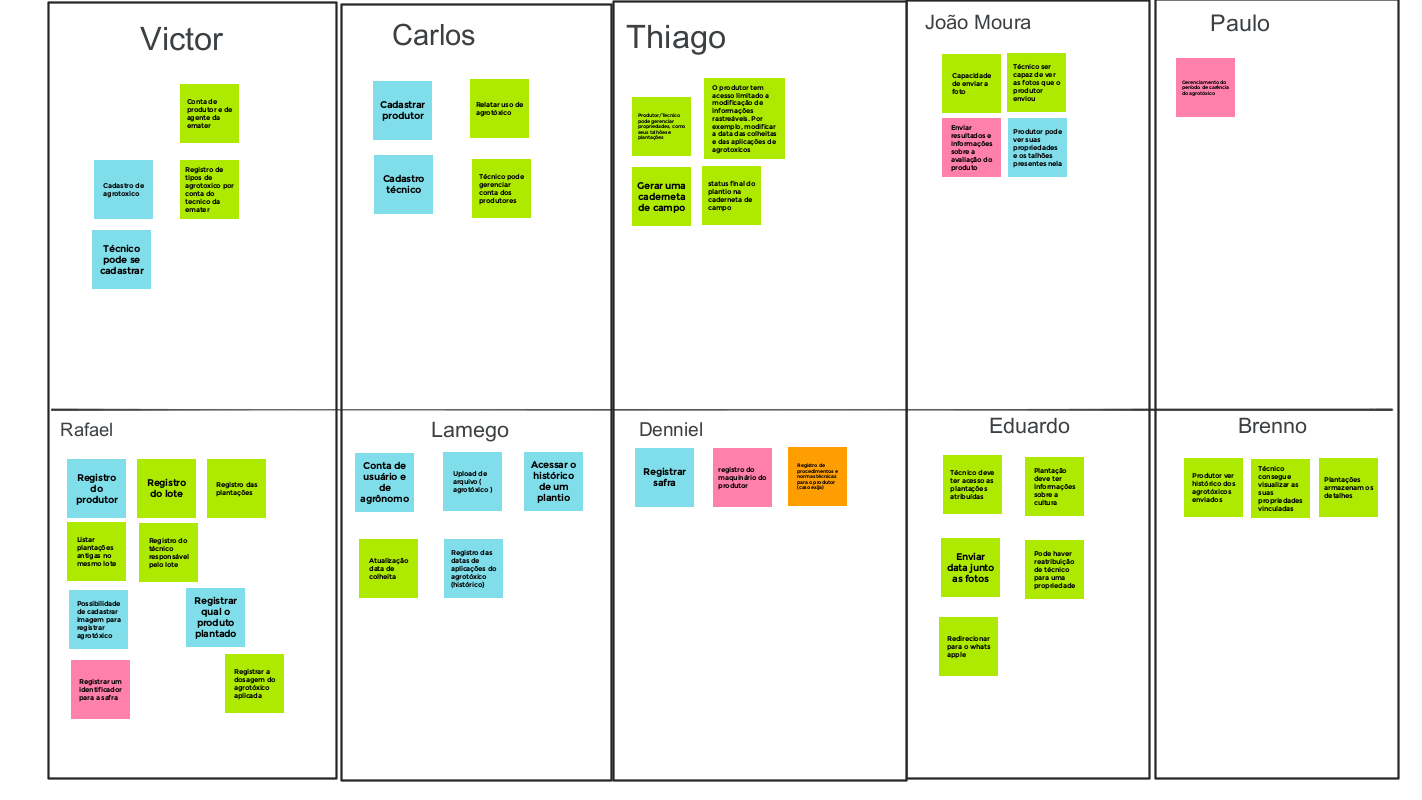 Victor
Conta de
produtor e de
agente da
emater
Cadastro de
agrotoxico
Registro de
tipos de
agrotoxico por
conta do
tecnico da
emater
Técnico
pode se
cadastrar
Carlos
Cadastrar
produtor
Relatar uso de
agrotóxico
Cadastro
técnico
Técnico pode
gerenciar
conta dos
produtores
Thiago
Produtor/Tecnico
pode gerenciar
propriedades, como
seus talhões e
plantações
O produtor tem
acesso limitado a
modificação de
informações
rastreáveis. Por
exemplo, modificar
a data das colheitas
e das aplicações de
agrotoxicos
Gerar uma
caderneta
de campo
status final do
plantio na
caderneta de
campo
João Moura
Capacidade
de enviar a
foto
Técnico ser
capaz de ver
as fotos que o
produtor
enviou
Enviar
resultados e
informações
sobre a
avaliação do
produto
Produtor pode
ver suas
propriedades
e os talhões
presentes nela
Paulo
Gerenciamento do
período de carência
do agrotóxico
Rafael
Registro
do
produtor
Registro
do lote
Registro das
plantações
Listar
plantações
antigas no
mesmo lote
Registro do
técnico
responsável
pelo lote
Possibilidade
de cadastrar
imagem para
registrar
agrotóxico
Registrar
qual o
produto
plantado
Registrar um
identificador
para a safra
Registrar a
dosagem do
agrotóxico
aplicada
Lamego
Conta de
usuário e
de
agrônomo
Upload de
arquivo (
agrotóxico )
Acessar o
histórico
de um
plantio
Atualização
data de
colheita
Registro das
datas de
aplicações do
agrotóxico
(histórico)
Denniel
Registrar
safra
registro do
maquinário do
produtor
Registro de
procedimentos e
normas técnicas
para o produtor
(caso exija)
Eduardo
Técnico deve
ter acesso as
plantações
atribuídas
Plantação
deve ter
informações
sobre a
cultura
Enviar
data junto
as fotos
Pode haver
reatribuição
de técnico
para uma
propriedade
Redirecionar
para o whats
apple
Brenno
Produtor ver
histórico dos
agrotóxicos
enviados
Técnico
consegue
visualizar as
suas
propriedades
vinculadas
Plantações
armazenam os
detalhes